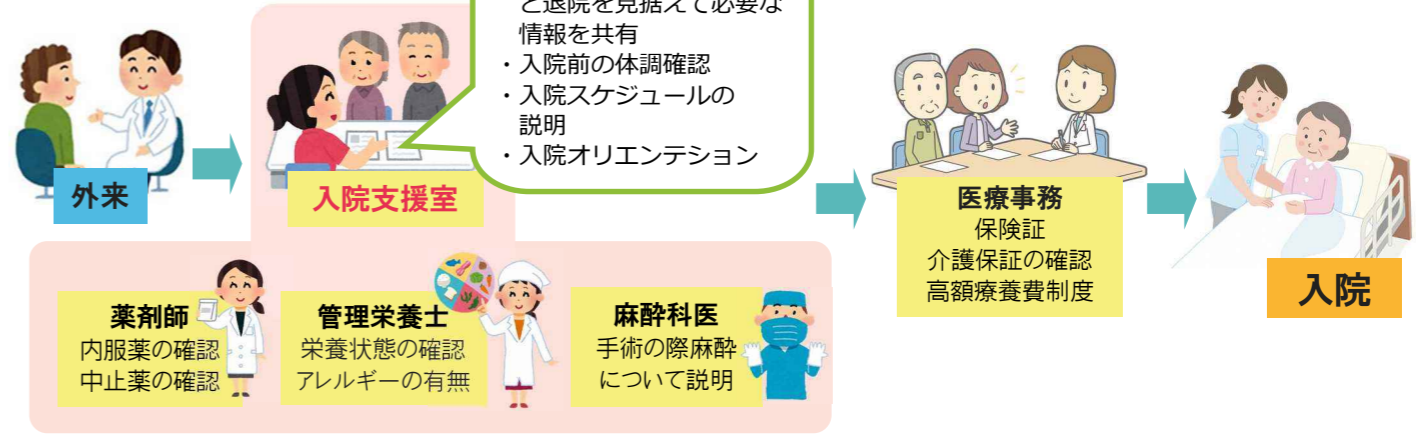 と退院を見据えて必要な
情報を共有
・入院前の体調確認
・入院スケジュールの
説明
・入院オリエンテション
外来
入院支援室
薬剤師
内服薬の確認
中止薬の確認
管理栄養士
栄養状態の確認
アレルギーの有無
麻酔科医
手術の際麻酔
について説明
医療事務
保険証
介護保証の確認
高額療養費制度
入院